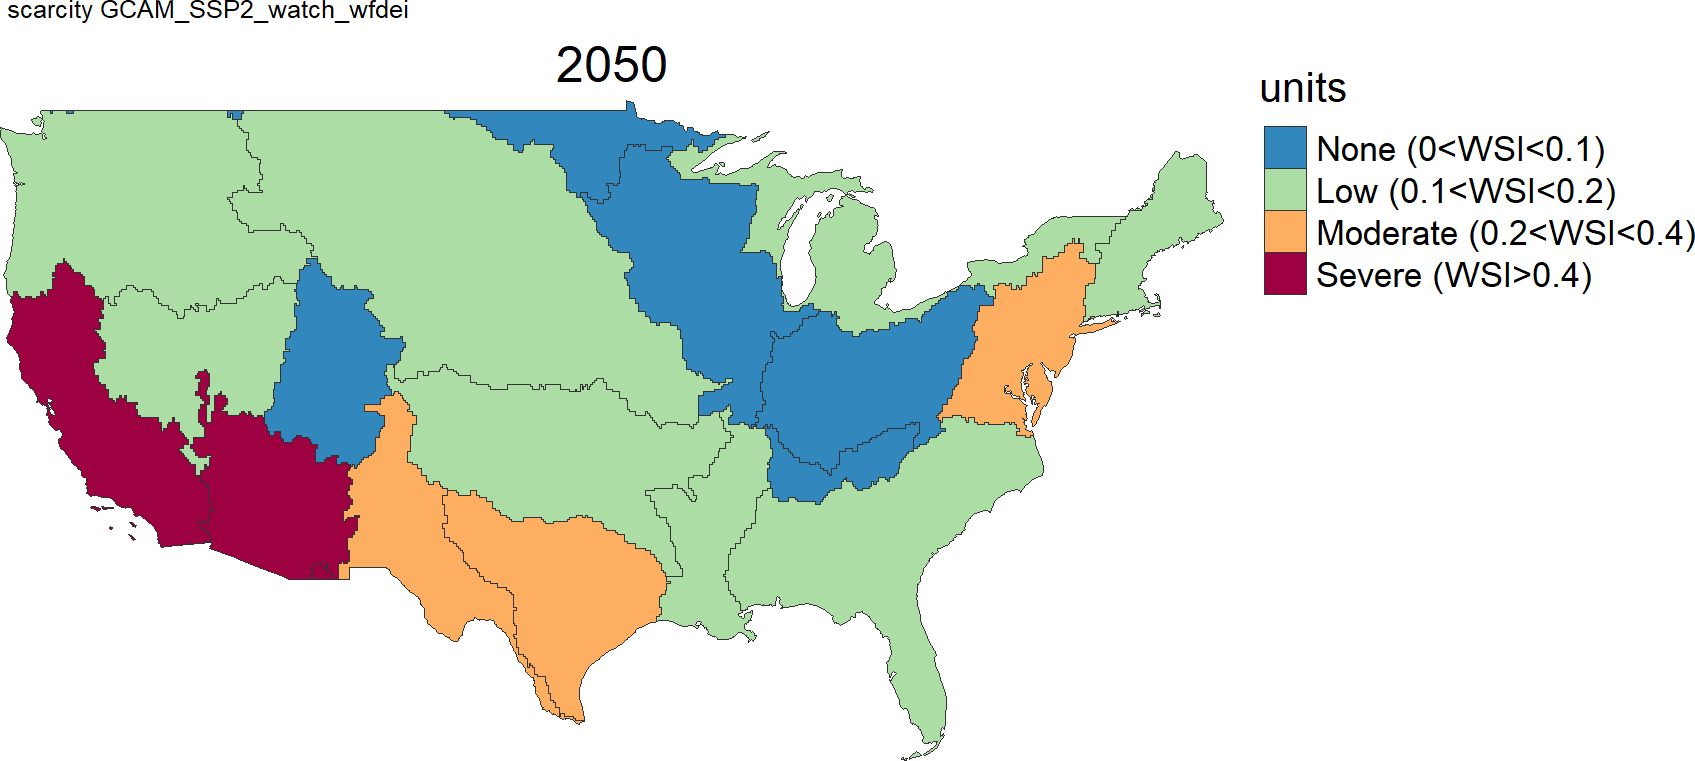 scarcity GCAM_SSP2_watch_wfdei
2050
units
None (0<WSI<0.1)
Low (0.1<WSI<0.2)
Moderate (0.2<WSI<0.4)
Severe (WSI>0.4)